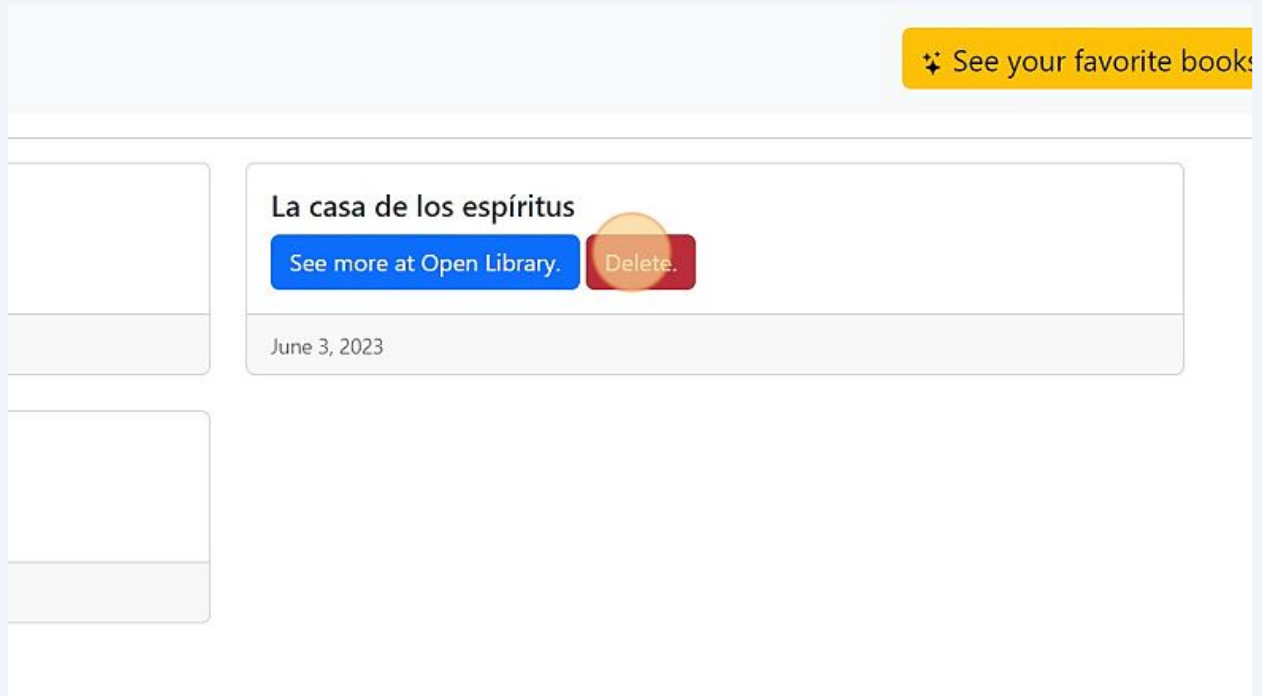 See your favorite books
La casa de los espíritus
See more at Open Library. Delete.
June 3, 2023